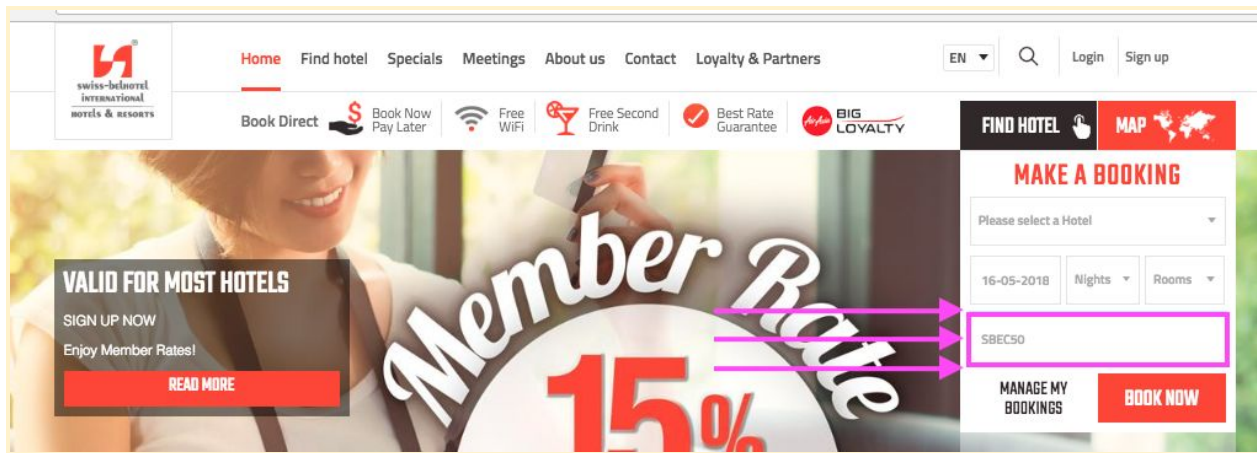 swiss-belhotel
international
HOTELS & RESORTS
Home Find hotel Specials Meetings About us Contact Loyalty & Partners
EN Login Sign up
Book Direct
Book Now
Pay Later
Free
WiFi
Free Second
Drink
Best Rate
Guarantee
AirAsia
BIG
LOYALTY
FIND HOTEL MAP
MAKE A BOOKING
Please select a Hotel
16-05-2018 Nights Rooms
SBEC50
MANAGE MY
BOOKINGS
BOOK NOW
VALID FOR MOST HOTELS
SIGN UP NOW
Enjoy Member Rates!
READ MORE
Member Rate
15%